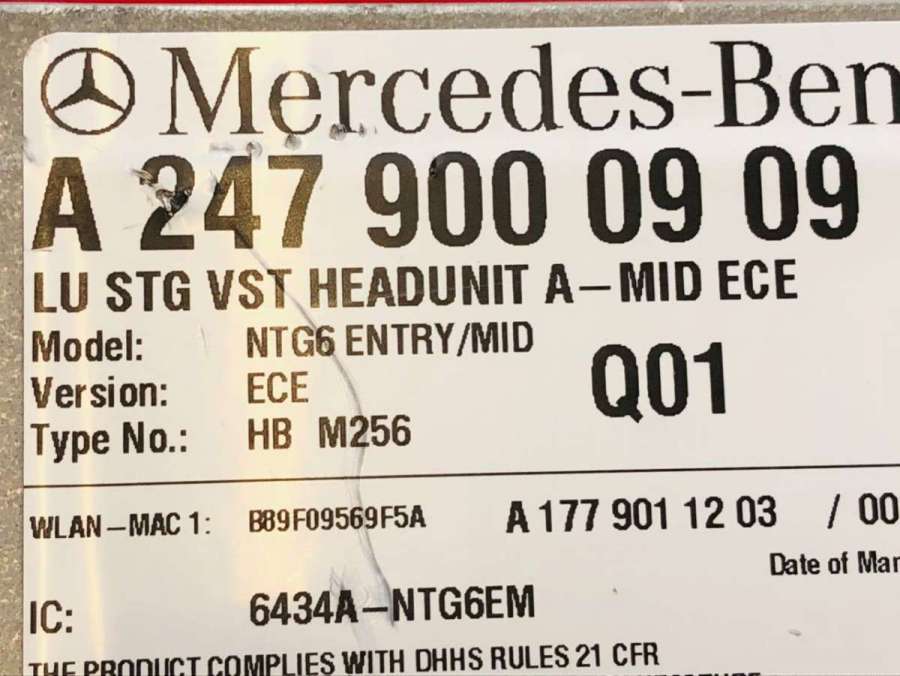 Mercedes-Ben
A 247 900 09 09
LU STG VST HEADUNIT A-MID ECE
Model: NTG6 ENTRY/MID
Version: ECE Q01
Type No.: HB M256
WLAN-MAC 1: B89F09569F5A A 177 901 12 03 / 00
Date of Man
IC: 6434A-NTG6EM
THE PRODUCT COMPLIES WITH DHHS RULES 21 CFR